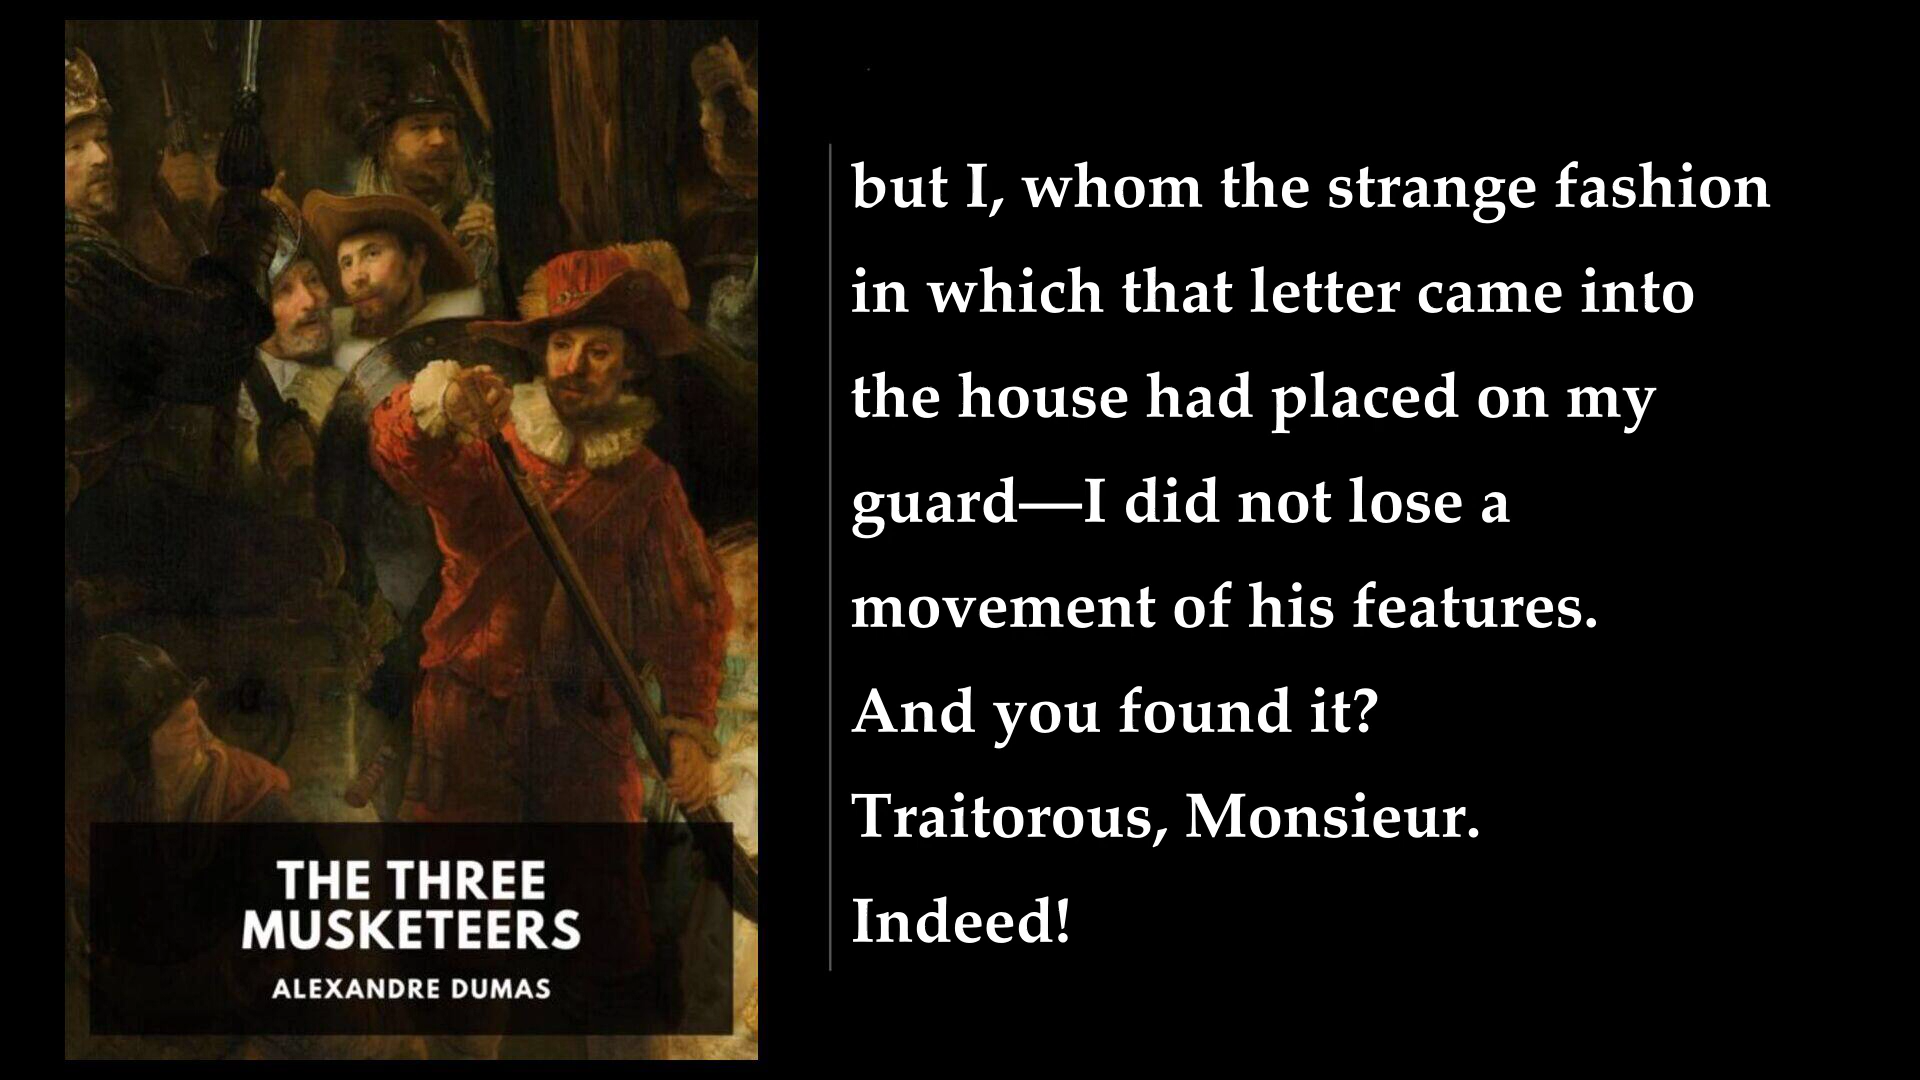 THE THREE
MUSKETEERS
ALEXANDRE DUMAS
but I, whom the strange fashion
in which that letter came into
the house had placed on my
guard—I did not lose a
movement of his features.
And you found it?
Traitorous, Monsieur.
Indeed!